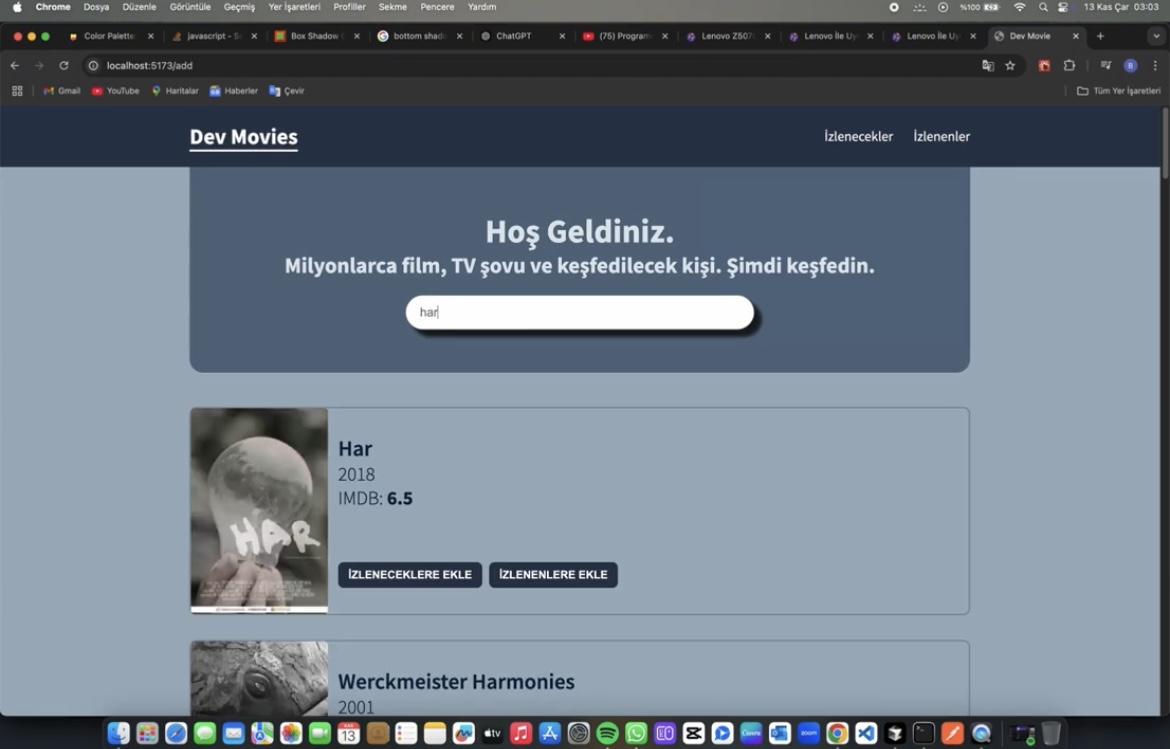 Chrome Dosya Düzenle Görüntüle Geçmiş Yer İşaretleri Profiller Sekme Pencere Yardım %100 13 Kas Çar 03:03
Color Palette javascript - S Box Shadow bottom shad ChatGPT (75) Program Lenovo Z507 Lenovo İle Uy Lenovo İle Uy Dev Movie
localhost:5173/add
Gmail YouTube Haritalar Haberler Çevir Tüm Yer İşaretleri
Dev Movies İzlenecekler İzlenenler
Hoş Geldiniz.
Milyonlarca film, TV şovu ve keşfedilecek kişi. Şimdi keşfedin.
har
HAR
Har
2018
IMDB: 6.5
İZLENECEKLERE EKLE İZLENENLERE EKLE
Werckmeister Harmonies
2001